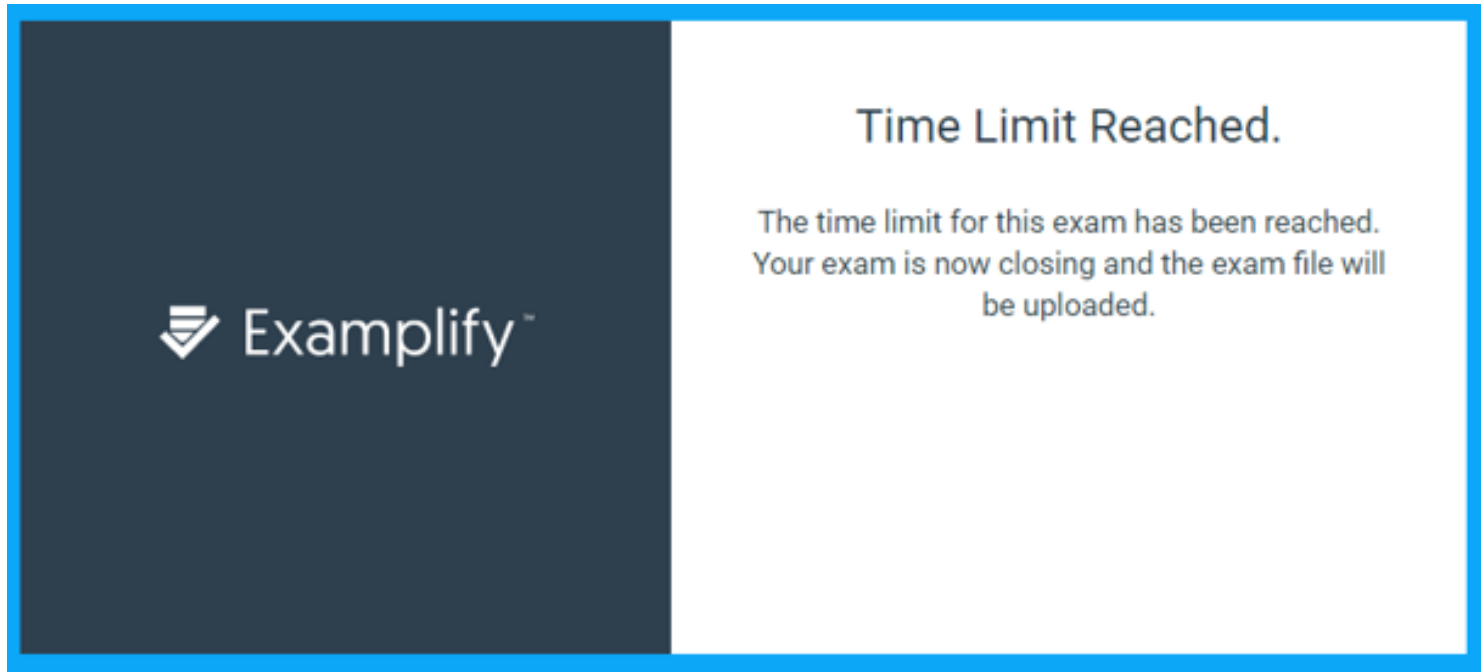 Time Limit Reached.
The time limit for this exam has been reached.
Your exam is now closing and the exam file will
be uploaded.
Examplify™